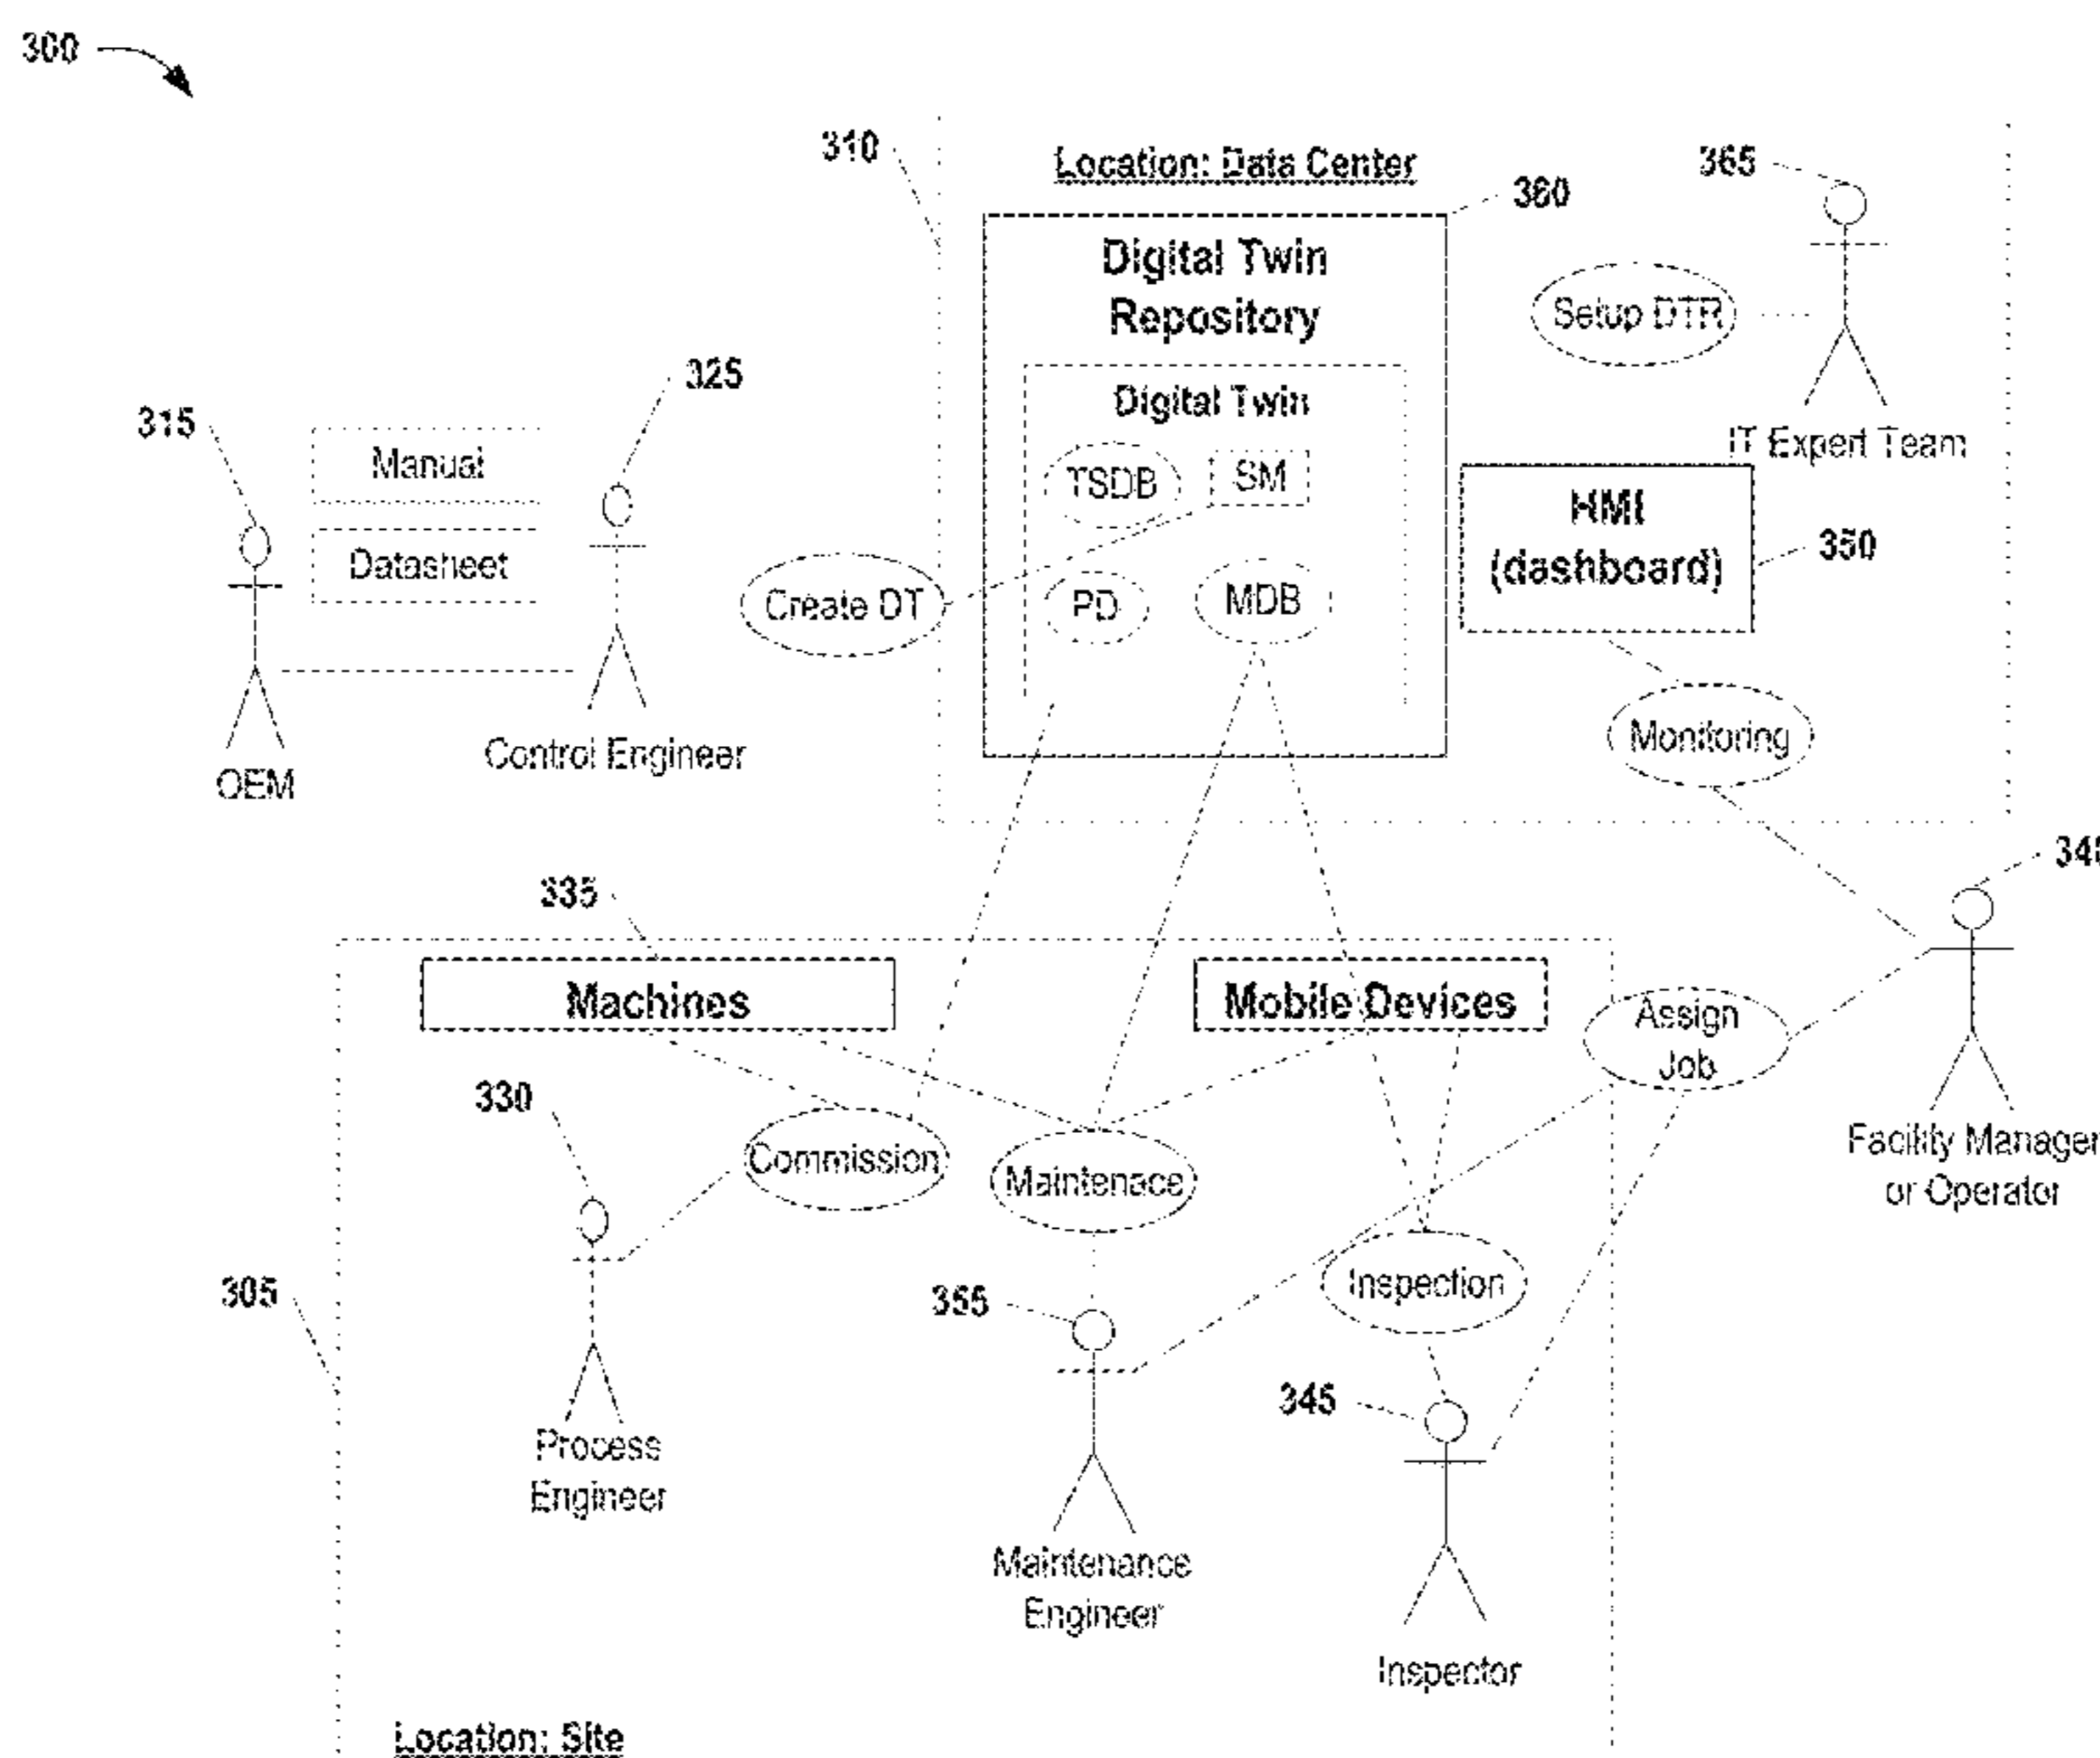 300
310
Location: Data Center
365
360
Digital Twin
Repository
Setup DTR
325
Digital Twin
315
Manual
IT Expert Team
TSDB
SM
HMI
(dashboard)
350
Datasheet
Create DT
PD
MDB
Monitoring
Control Engineer
OEM
335
Machines
Mobile Devices
Assign
Job
330
Commission
Maintenace
Facility Manager
or Operator
305
355
Inspection
345
Process
Engineer
Maintenance
Engineer
Inspector
Location: Site